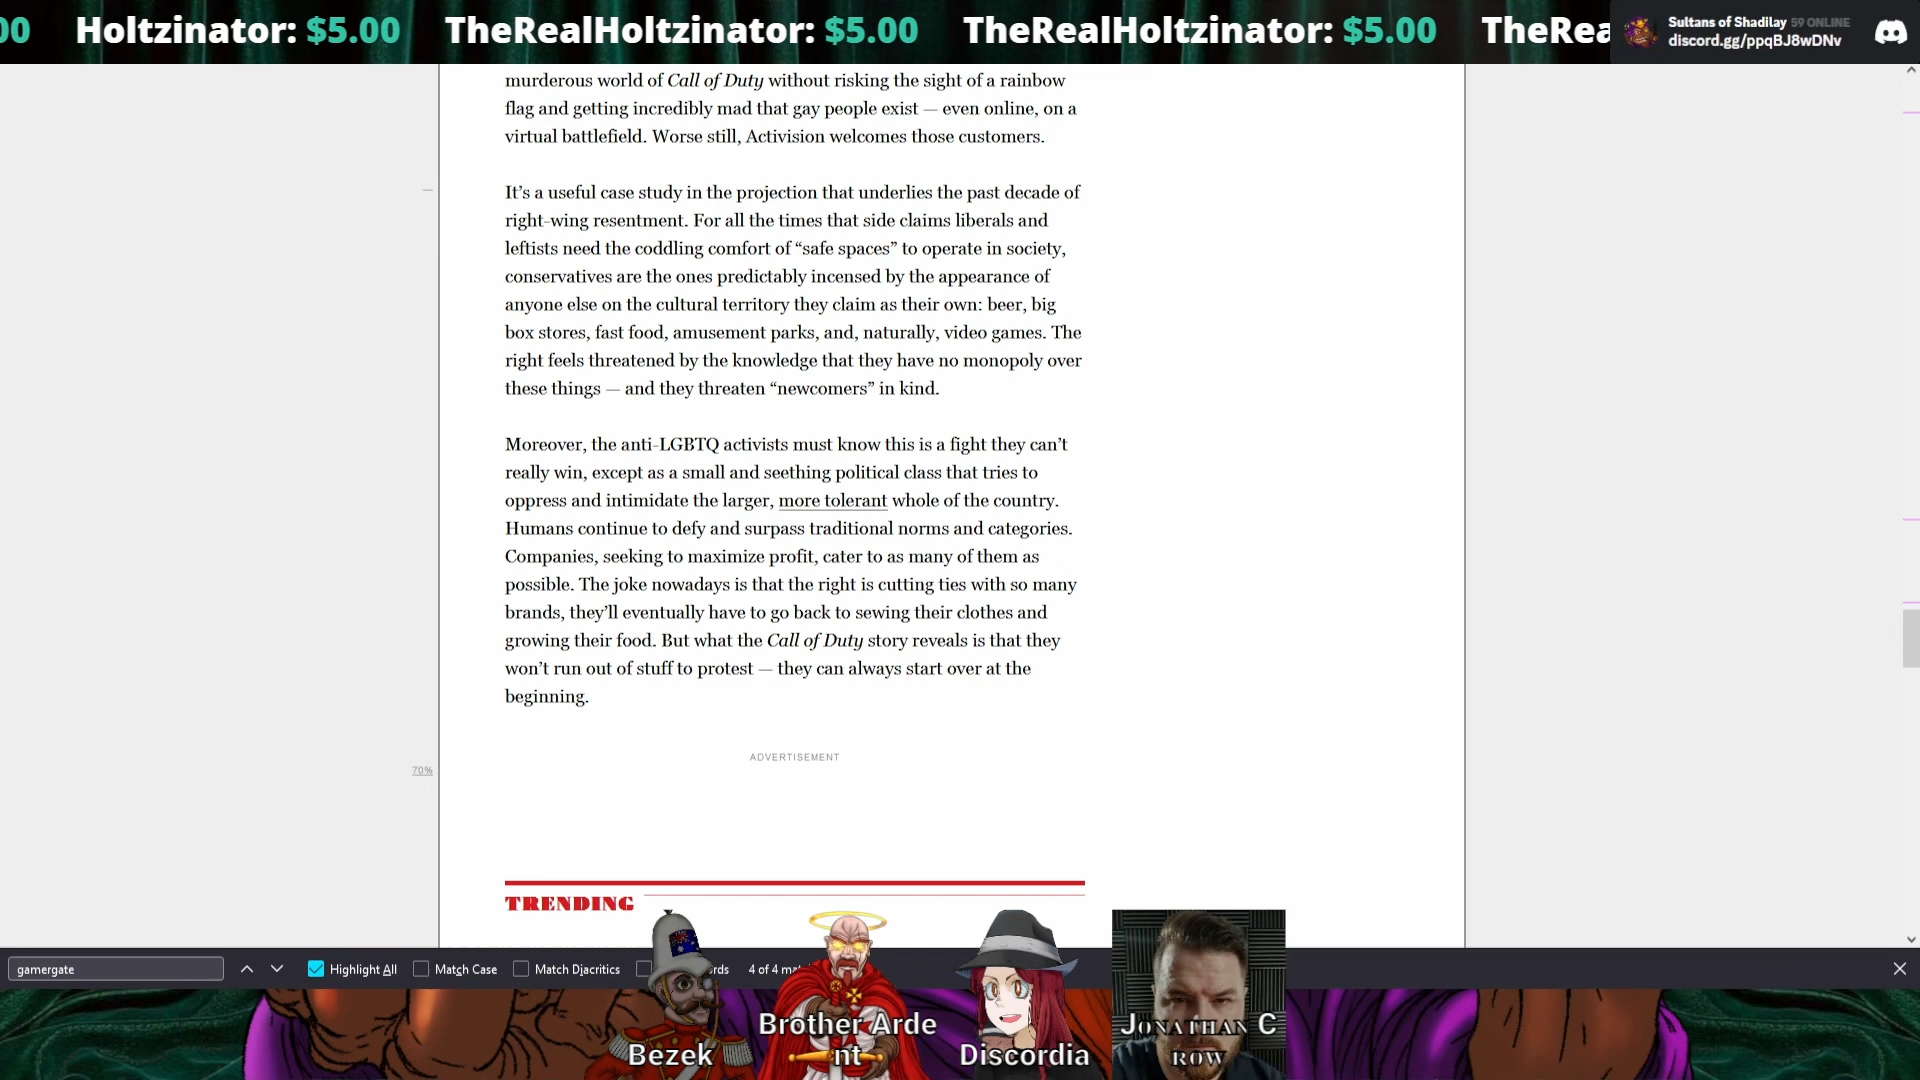 00 Holtzinator: $5.00 TheRealHoltzinator: $5.00 TheRealHoltzinator: $5.00 TheRea
Sultans of Shadilay 59 ONLINE
discord.gg/ppqBJ8wDNv
murderous world of Call of Duty without risking the sight of a rainbow
flag and getting incredibly mad that gay people exist — even online, on a
virtual battlefield. Worse still, Activision welcomes those customers.
It’s a useful case study in the projection that underlies the past decade of
right-wing resentment. For all the times that side claims liberals and
leftists need the coddling comfort of “safe spaces” to operate in society,
conservatives are the ones predictably incensed by the appearance of
anyone else on the cultural territory they claim as their own: beer, big
box stores, fast food, amusement parks, and, naturally, video games. The
right feels threatened by the knowledge that they have no monopoly over
these things — and they threaten “newcomers” in kind.
Moreover, the anti-LGBTQ activists must know this is a fight they can’t
really win, except as a small and seething political class that tries to
oppress and intimidate the larger, more tolerant whole of the country.
Humans continue to defy and surpass traditional norms and categories.
Companies, seeking to maximize profit, cater to as many of them as
possible. The joke nowadays is that the right is cutting ties with so many
brands, they’ll eventually have to go back to sewing their clothes and
growing their food. But what the Call of Duty story reveals is that they
won’t run out of stuff to protest — they can always start over at the
beginning.
ADVERTISEMENT
70%
TRENDING
gamergate Highlight All Match Case Match Diacritics rds 4 of 4 mat
Bezek
Brother Arde
nt
Discordia
JONATHAN C
ROW